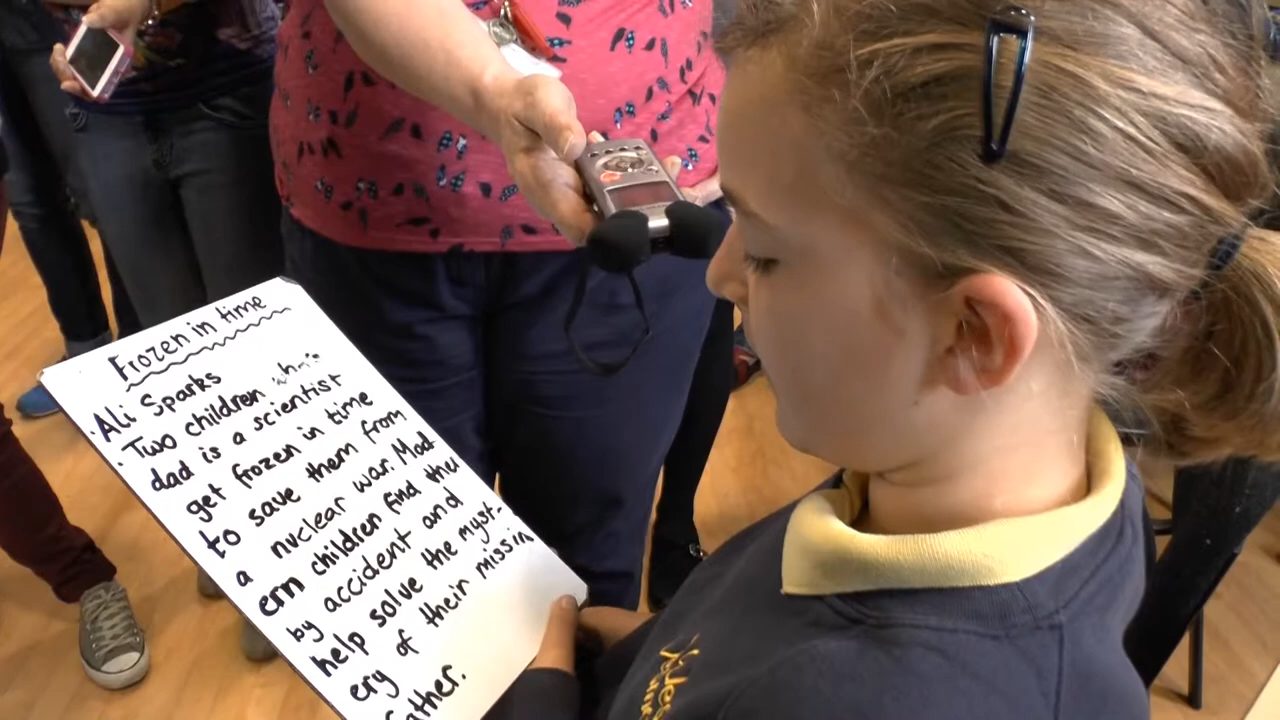 Frozen in time
Ali Sparks
Two children
dad is a scientist
get frozen in time
to save them from
a nuclear war. Mod
ern children find
by accident and
help solve the myst-
ery of their missin
father.